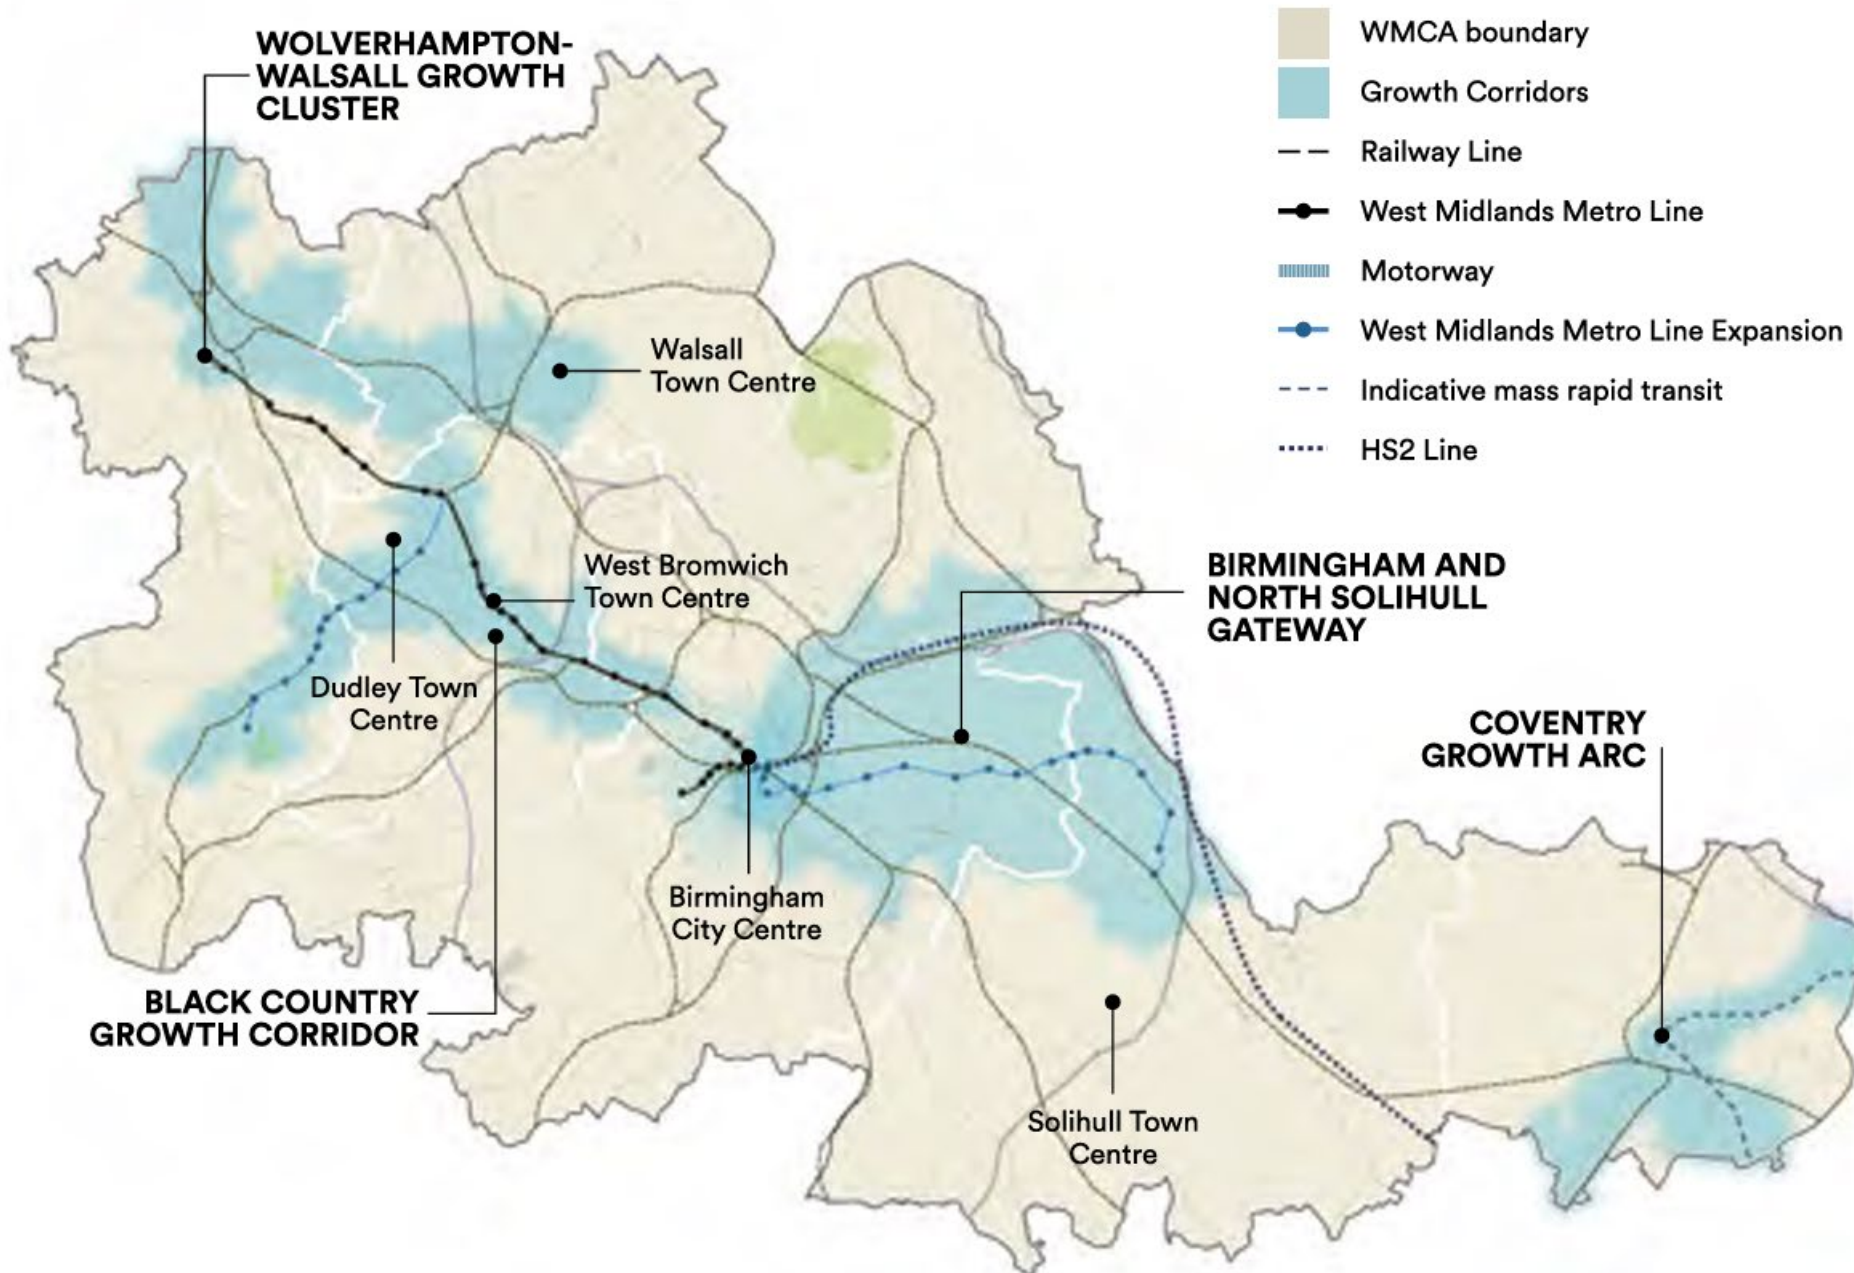 WOLVERHAMPTON-
WALSALL GROWTH
CLUSTER
WMCA boundary
Growth Corridors
Railway Line
West Midlands Metro Line
Motorway
West Midlands Metro Line Expansion
Indicative mass rapid transit
HS2 Line
Walsall
Town Centre
West Bromwich
Town Centre
BIRMINGHAM AND
NORTH SOLIHULL
GATEWAY
Dudley Town
Centre
COVENTRY
GROWTH ARC
Birmingham
City Centre
BLACK COUNTRY
GROWTH CORRIDOR
Solihull Town
Centre